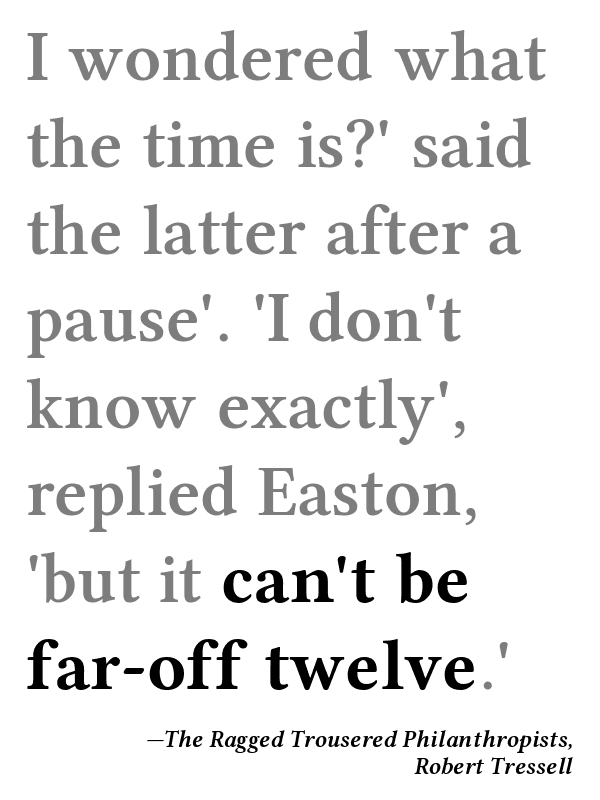 I wondered what
the time is?' said
the latter after a
pause'. 'I don't
know exactly',
replied Easton,
'but it can't be
far-off twelve.'
—The Ragged Trousered Philanthropists,
Robert Tressell